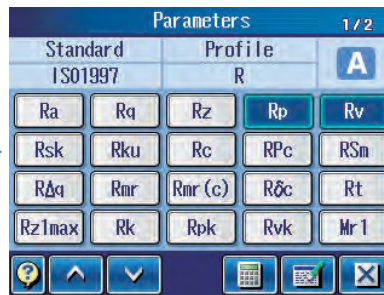 Parameters 1/2
Standard Profile A
ISO1997 R
Ra Rq Rz Rp Rv
Rsk Rku Rc RPc RSm
RΔq Rmr Rmr(c) Rδc Rt
Rz1max Rk Rpk Rvk Mr1
?